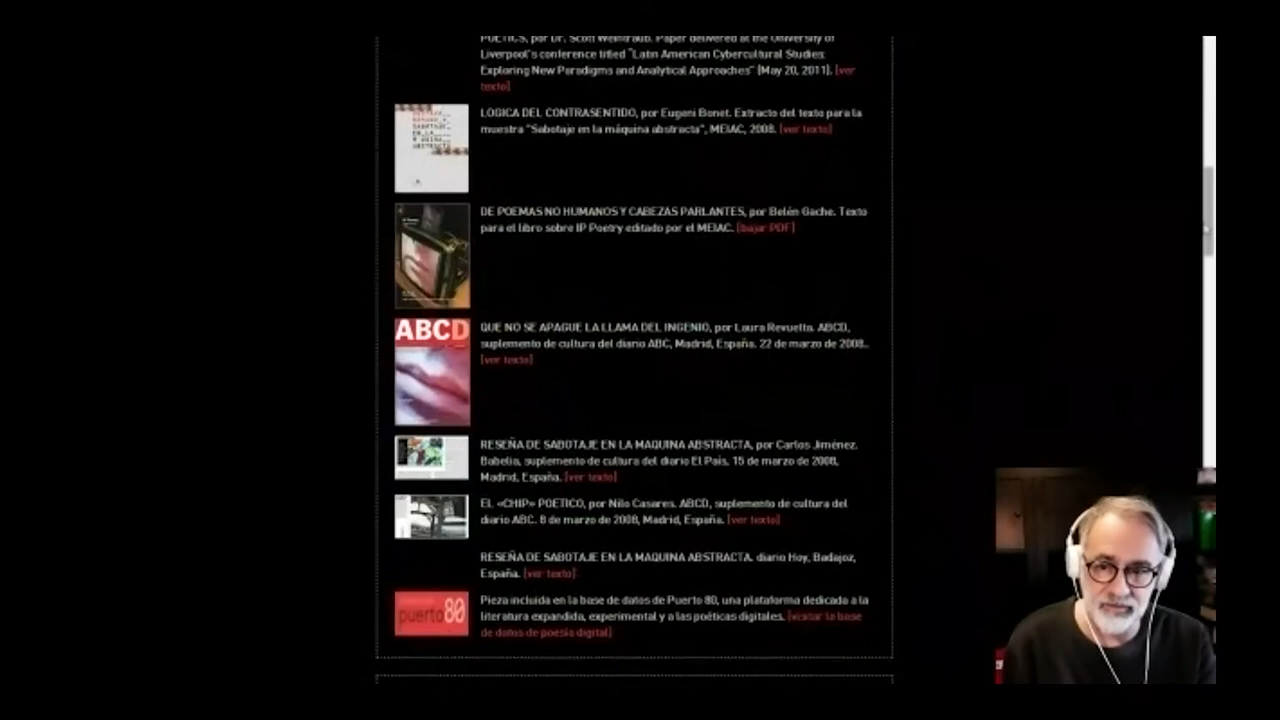 POETICS, por Dr. Scott Weintraub. Paper delivered at the University of
Liverpool's conference titled "Latin American Cybercultural Studies:
Exploring New Paradigms and Analytical Approaches" (May 20, 2011). [ver
texto]
LOGICA DEL CONTRASENTIDO, por Eugeni Bonet. Extracto del texto para la
muestra "Sabotaje en la máquina abstracta", MEIAC, 2008. [ver texto]
DE POEMAS NO HUMANOS Y CABEZAS PARLANTES, por Belén Gache. Texto
para el libro sobre IP Poetry editado por el MEIAC. [bajar PDF]
ABCD
QUE NO SE APAGUE LA LLAMA DEL INGENIO, por Laura Revuelta. ABCD,
suplemento de cultura del diario ABC, Madrid, España. 22 de marzo de 2008..
[ver texto]
RESEÑA DE SABOTAJE EN LA MAQUINA ABSTRACTA, por Carlos Jiménez.
Babelia, suplemento de cultura del diario El País, 15 de marzo de 2008,
Madrid, España. [ver texto]
EL «CHIP» POETICO, por Nilo Casares. ABCD, suplemento de cultura del
diario ABC. 8 de marzo de 2008, Madrid, España. [ver texto]
RESEÑA DE SABOTAJE EN LA MAQUINA ABSTRACTA. diario Hoy, Badajoz,
España. [ver texto]
puerto80
Pieza incluida en la base de datos de Puerto 80, una plataforma dedicada a la
literatura expandida, experimental y a las poéticas digitales. [visitar la base
de datos de poesía digital]